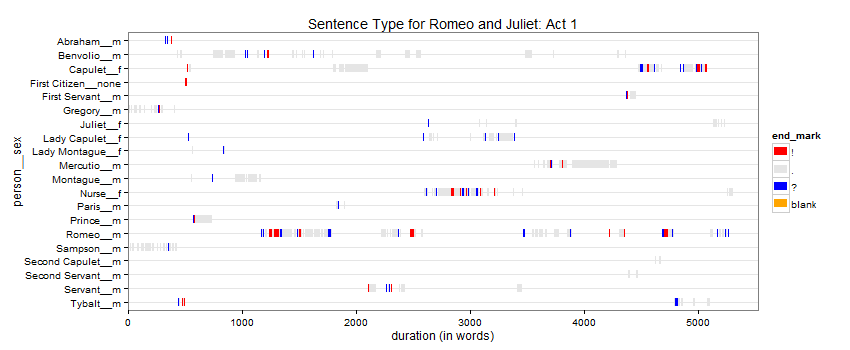 Sentence Type for Romeo and Juliet: Act 1
Abraham__m
Benvolio__m
Capulet__f
First Citizen__none
First Servant__m
Gregory__m
Juliet__f
Lady Capulet__f
Lady Montague__f
Mercutio__m
Montague__m
Nurse__f
Paris__m
Prince__m
Romeo__m
Sampson__m
Second Capulet__m
Second Servant__m
Servant__m
Tybalt__m
person__sex
0 1000 2000 3000 4000 5000
duration (in words)
end_mark
!
.
?
blank